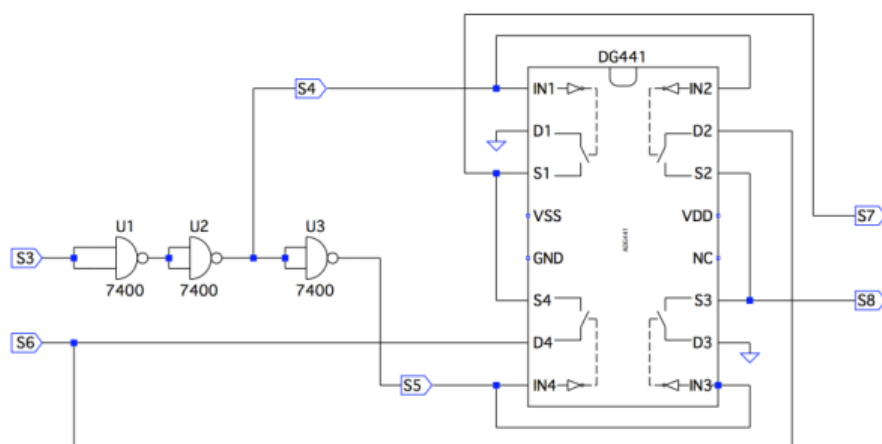 DG441
S4
IN1
IN2
D1
D2
S1
S2
U1
U2
U3
VSS
VDD
S7
S3
7400
7400
7400
GND
NC
ADG441
S4
S3
S8
S6
D4
D3
S5
IN4
IN3